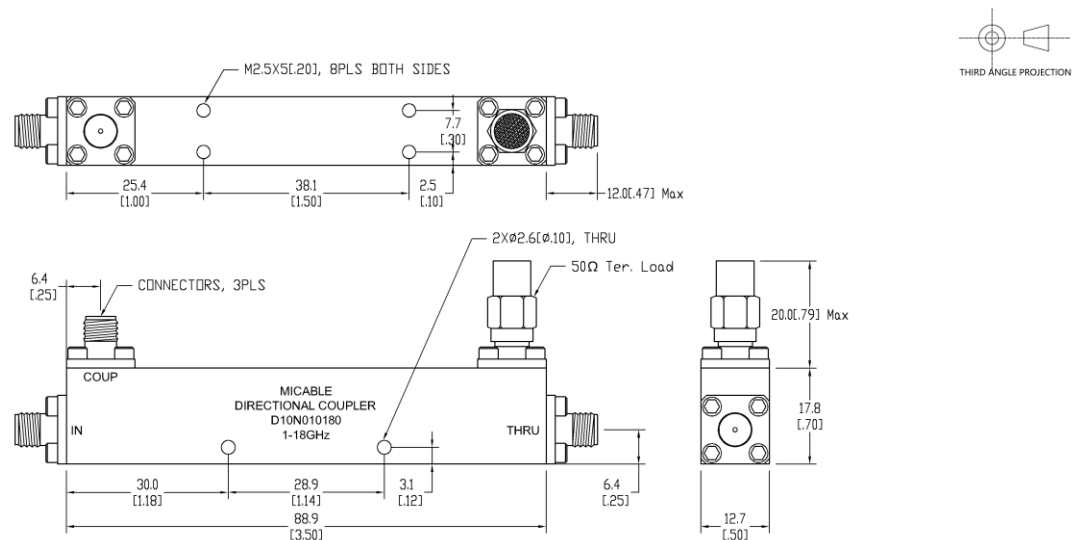 THIRD ANGLE PROJECTION
M2.5X5[.20], 8PLS BOTH SIDES
7.7
[.30]
25.4
[1.00]
38.1
[1.50]
2.5
[.10]
12.0[.47] Max
2XØ2.6[Ø.10], THRU
50Ω Ter. Load
6.4
[.25]
CONNECTORS, 3PLS
20.0[.79] Max
COUP
MICABLE
DIRECTIONAL COUPLER
D10N010180
1-18GHz
IN
THRU
17.8
[.70]
30.0
[1.18]
28.9
[1.14]
3.1
[.12]
6.4
[.25]
88.9
[3.50]
12.7
[.50]